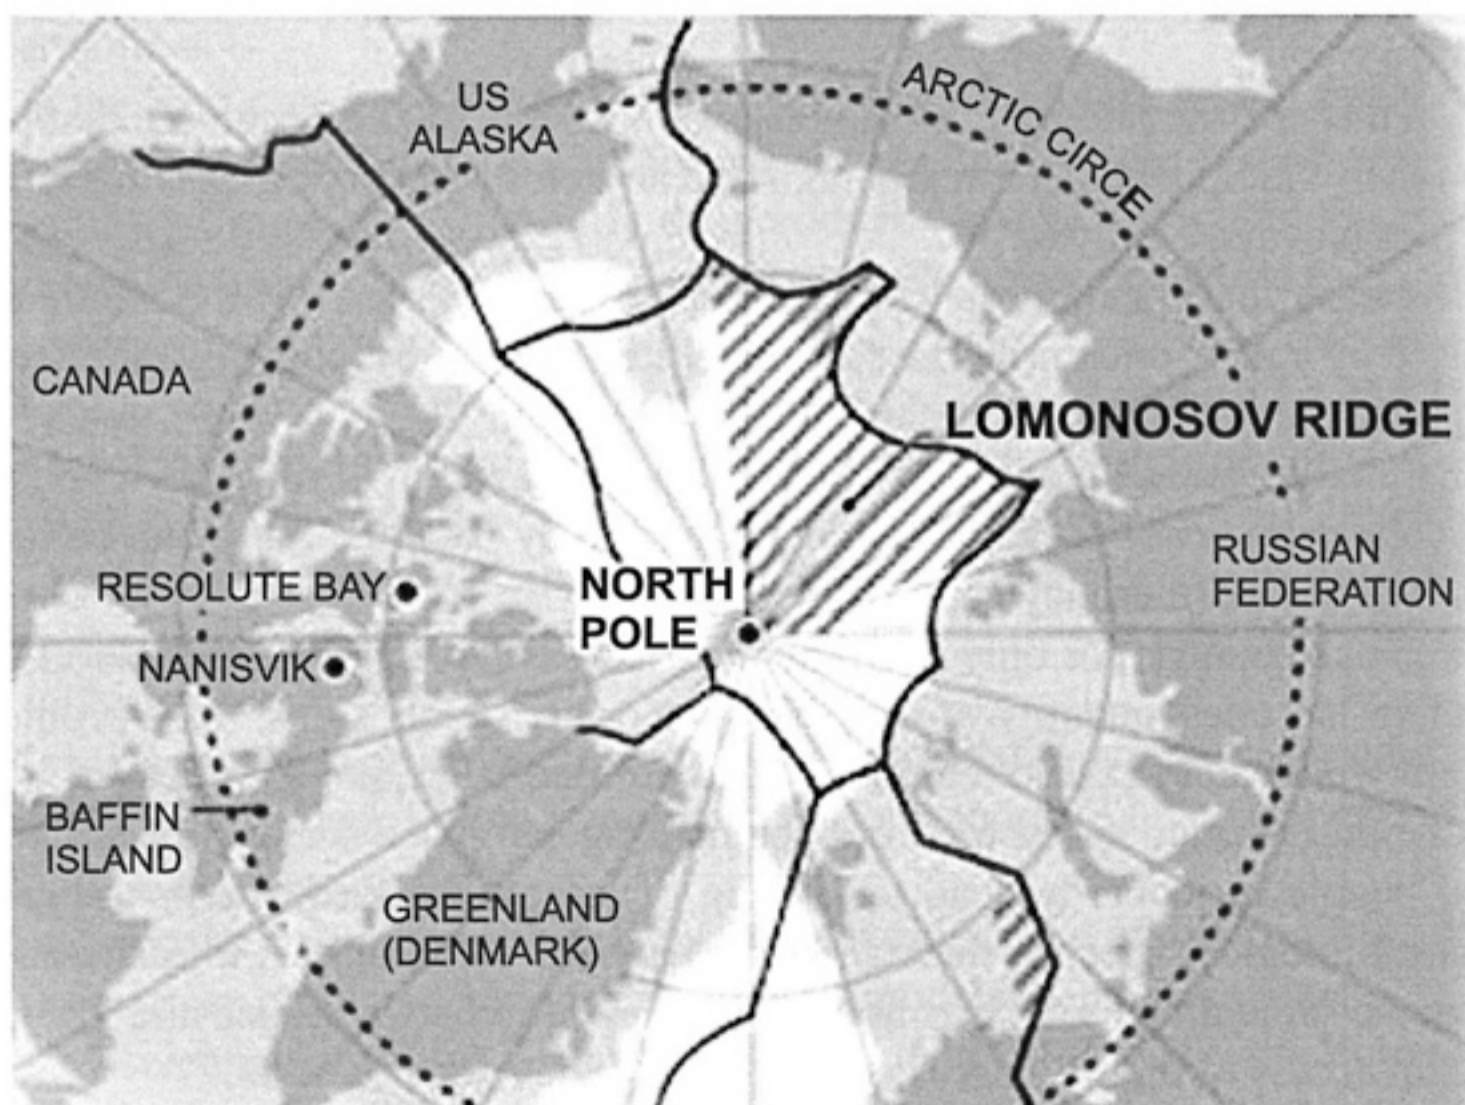 US
ALASKA
ARCTIC CIRCE
CANADA
LOMONOSOV RIDGE
RUSSIAN
FEDERATION
RESOLUTE BAY
NORTH
POLE
NANISVIK
BAFFIN
ISLAND
GREENLAND
(DENMARK)